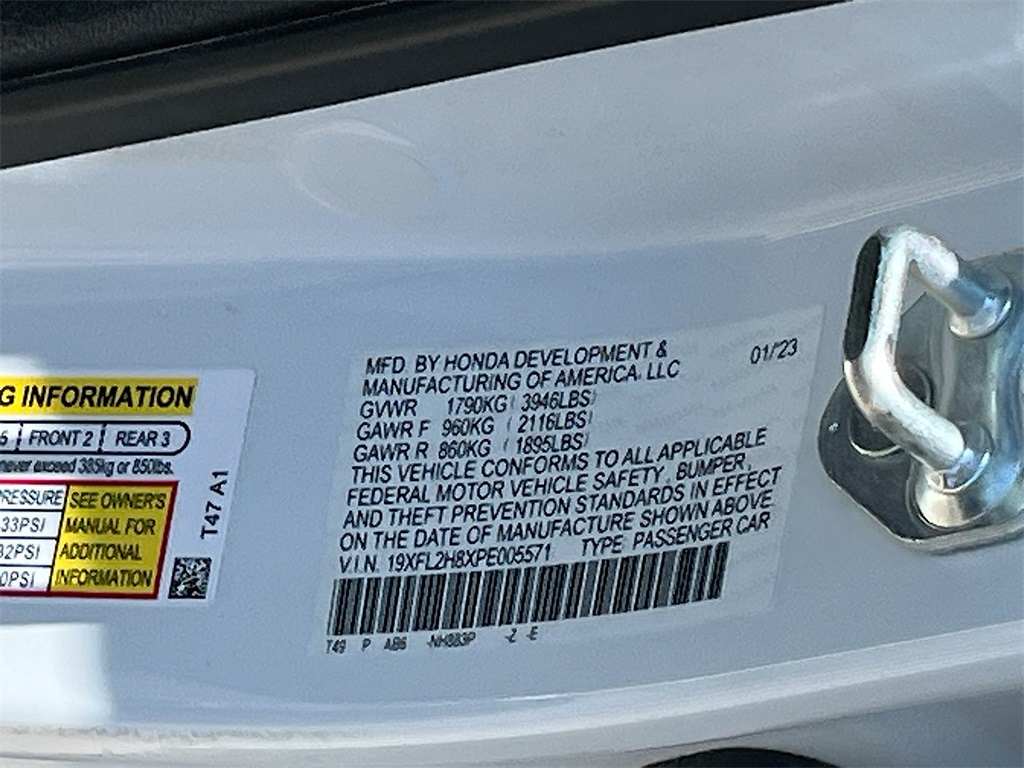 G INFORMATION
5 FRONT 2 REAR 3
never exceed 385kg or 850lbs.
PRESSURE SEE OWNER'S
33PSI MANUAL FOR
32PSI ADDITIONAL
0PSI INFORMATION
T47 A1
MFD. BY HONDA DEVELOPMENT & 01/'23
MANUFACTURING OF AMERICA, LLC
GVWR 1790KG( 3946LBS)
GAWR F 960KG ( 2116LBS)
GAWR R 860KG ( 1895LBS)
THIS VEHICLE CONFORMS TO ALL APPLICABLE
FEDERAL MOTOR VEHICLE SAFETY, BUMPER,
AND THEFT PREVENTION STANDARDS IN EFFECT
ON THE DATE OF MANUFACTURE SHOWN ABOVE.
V.I.N. 19XFL2H8XPE005571 TYPE: PASSENGER CAR
T49 P AB6 -NH883P -Z -E